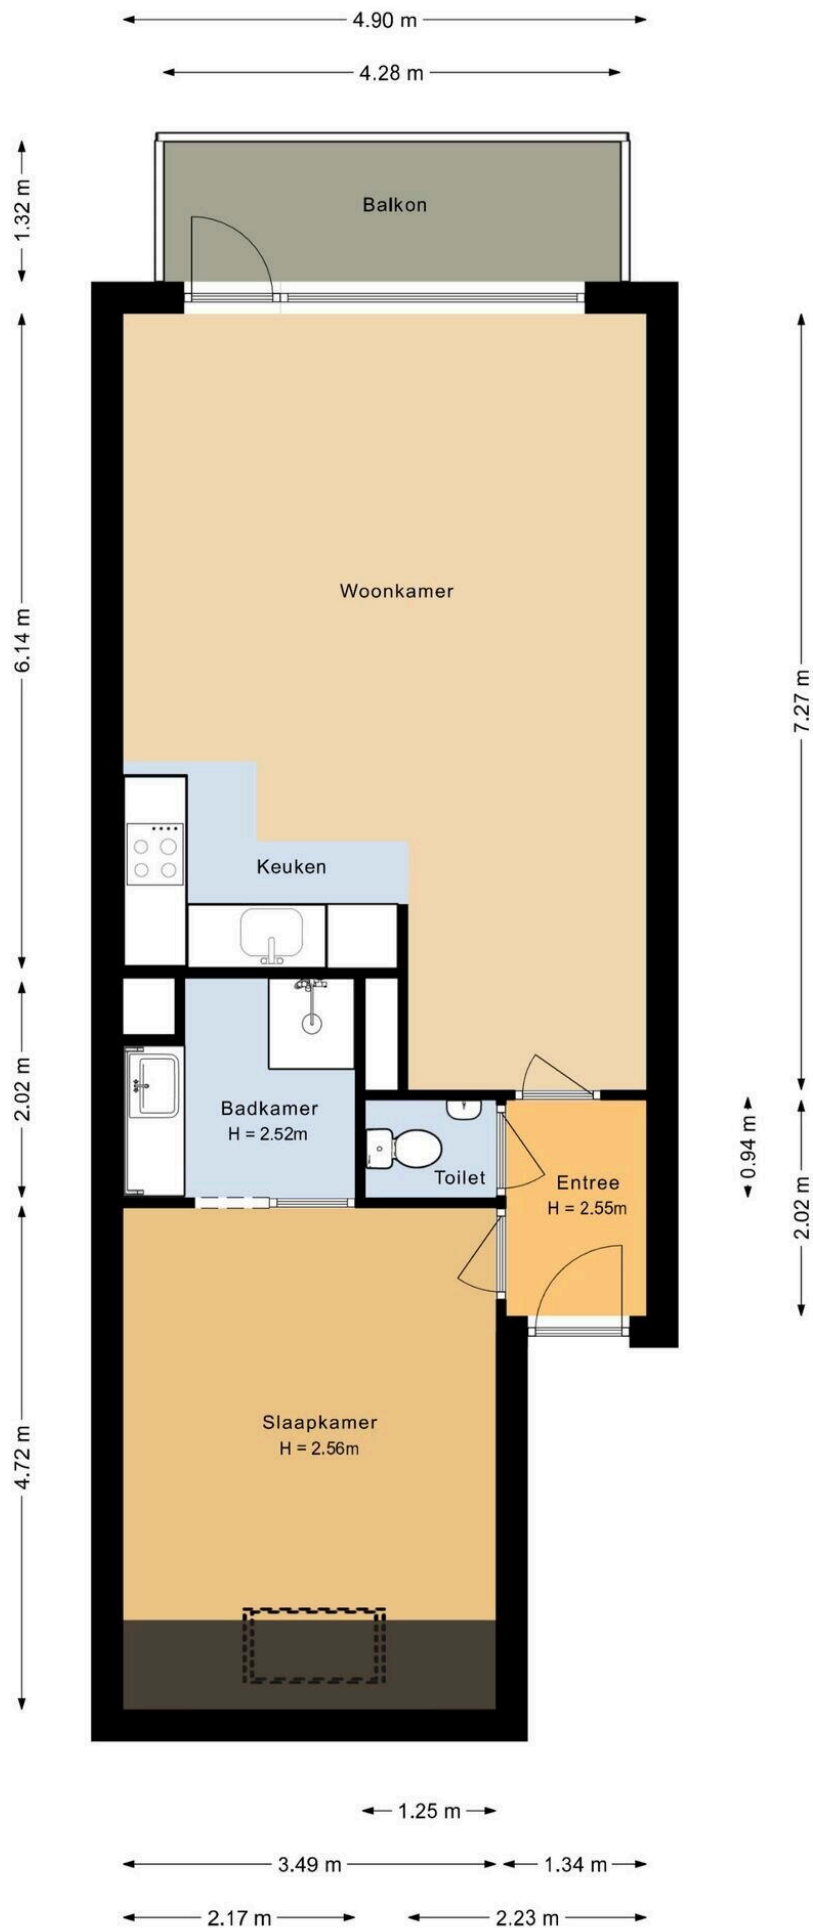 4.90 m
4.28 m
1.32 m
Balkon
6.14 m
Woonkamer
7.27 m
Keuken
2.02 m
Badkamer
H = 2.52m
Toilet
Entree
H = 2.55m
0.94 m
2.02 m
4.72 m
Slaapkamer
H = 2.56m
1.25 m
3.49 m
1.34 m
2.17 m
2.23 m